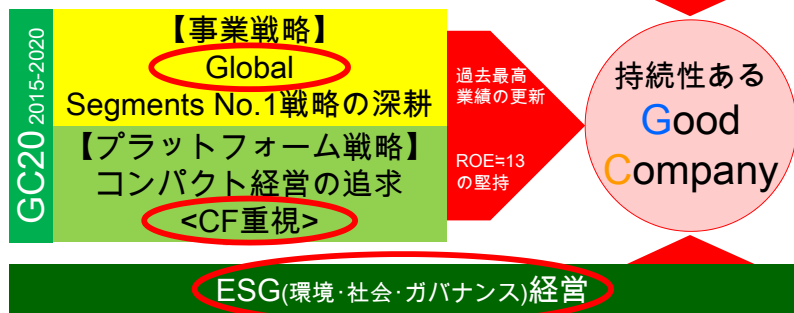 GC20 2015-2020
【事業戦略】
Global
Segments No.1戦略の深耕
【プラットフォーム戦略】
コンパクト経営の追求
<CF重視>
過去最高
業績の更新
ROE≒13
の堅持
持続性ある
Good
Company
ESG(環境･社会･ガバナンス)経営